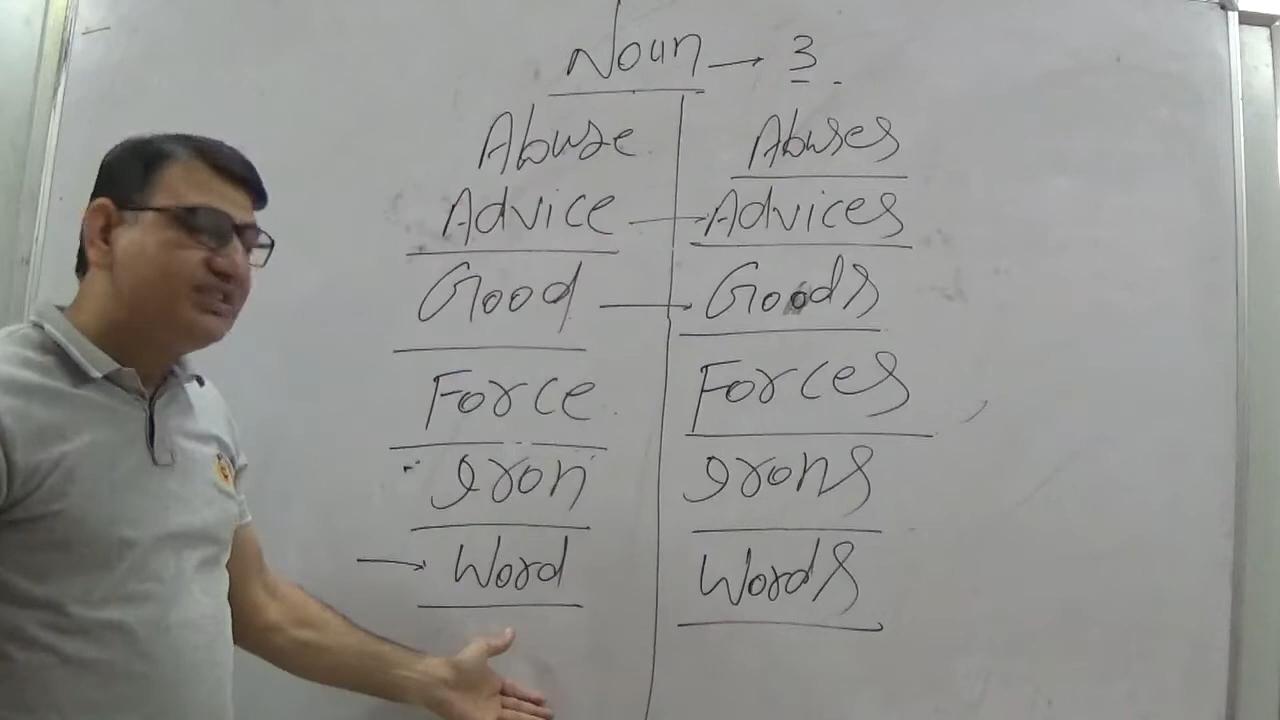 Noun → 3.
Abuse Abuses
Advice → Advices
Good → Goods
Force Forces
Iron Irons
→ Word Words